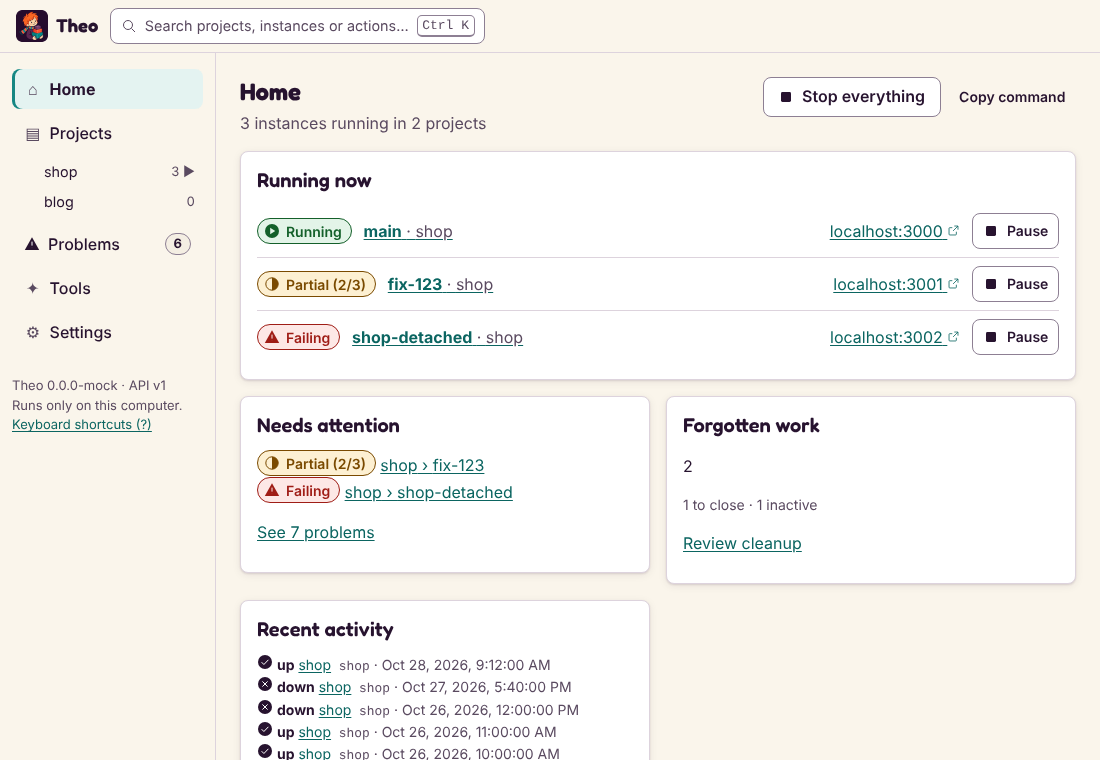 Theo
Search projects, instances or actions... Ctrl K
Home
Projects
shop 3
blog 0
Problems 6
Tools
Settings
Theo 0.0.0-mock · API v1
Runs only on this computer.
Keyboard shortcuts (?)
Home
3 instances running in 2 projects
Stop everything
Copy command
Running now
Running main · shop localhost:3000 Pause
Partial (2/3) fix-123 · shop localhost:3001 Pause
Failing shop-detached · shop localhost:3002 Pause
Needs attention
Partial (2/3) shop › fix-123
Failing shop › shop-detached
See 7 problems
Forgotten work
2
1 to close · 1 inactive
Review cleanup
Recent activity
up shop shop · Oct 28, 2026, 9:12:00 AM
down shop shop · Oct 27, 2026, 5:40:00 PM
down shop shop · Oct 26, 2026, 12:00:00 PM
up shop shop · Oct 26, 2026, 11:00:00 AM
up shop shop · Oct 26, 2026, 10:00:00 AM